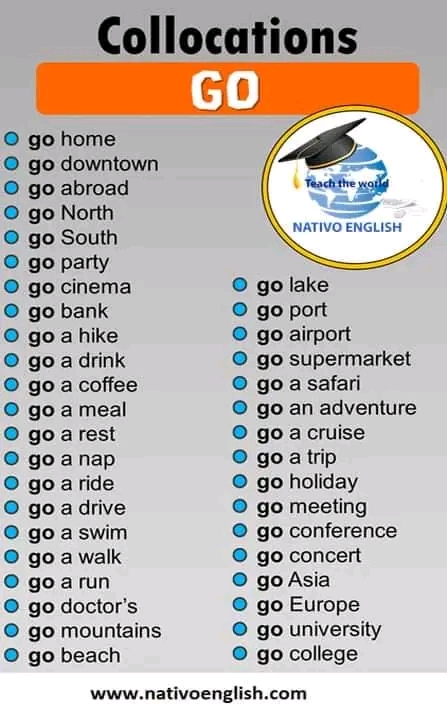 Collocations
GO
go home
go downtown
go abroad
go North
go South
go party
go cinema
go bank
go a hike
go a drink
go a coffee
go a meal
go a rest
go a nap
go a ride
go a drive
go a swim
go a walk
go a run
go doctor's
go mountains
go beach
Teach the world
NATIVO ENGLISH
go lake
go port
go airport
go supermarket
go a safari
go an adventure
go a cruise
go a trip
go holiday
go meeting
go conference
go concert
go Asia
go Europe
go university
go college
www.nativoenglish.com